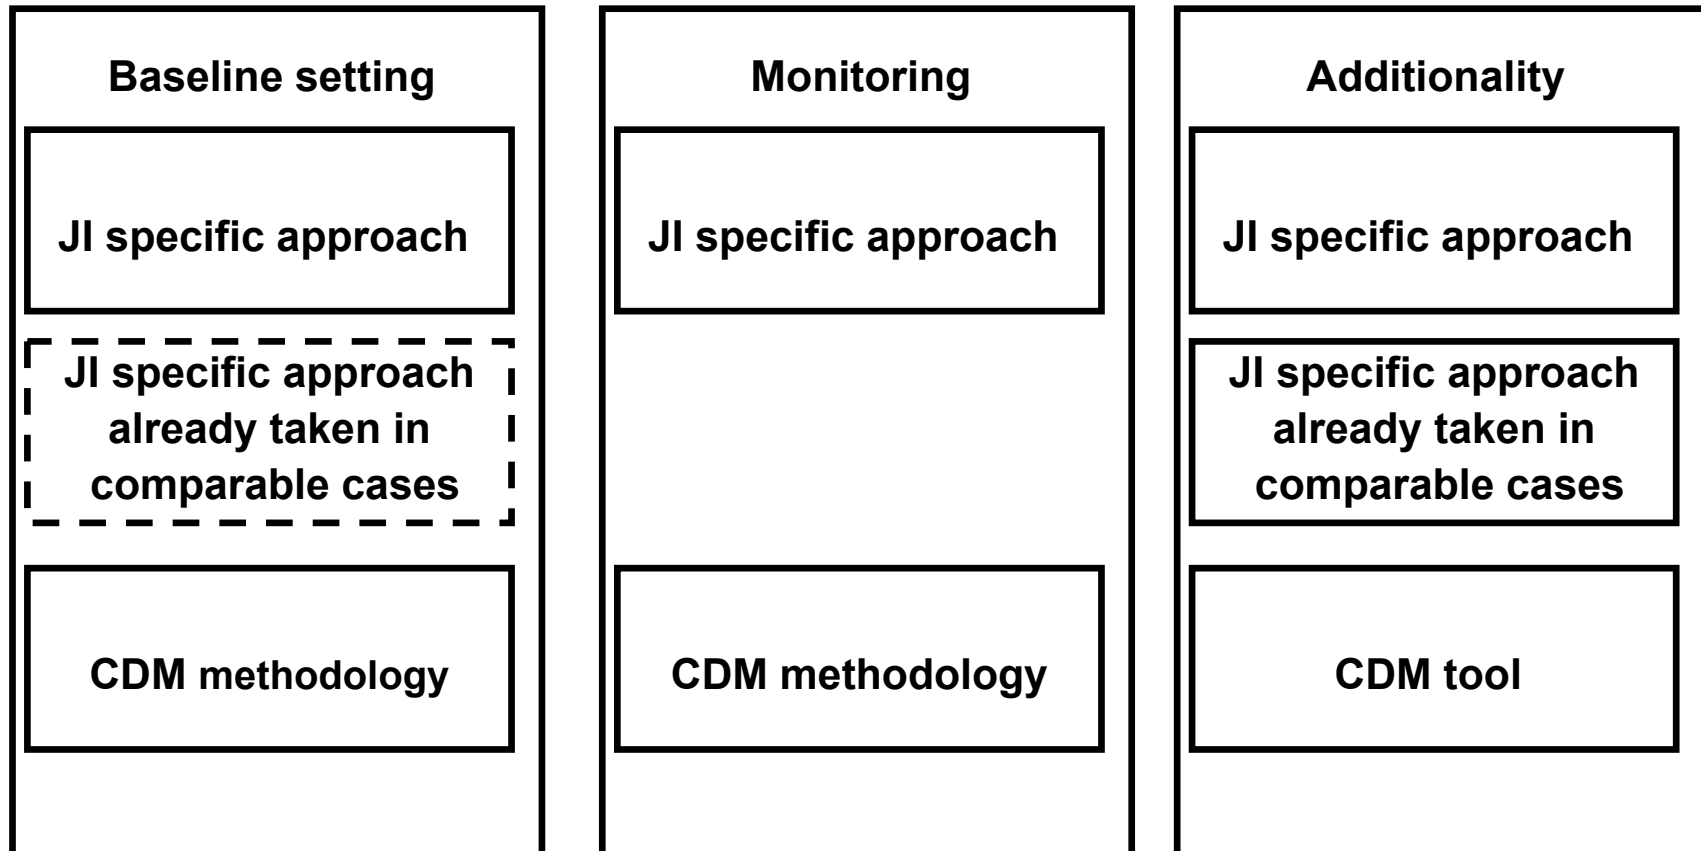 Baseline setting
JI specific approach
JI specific approach
already taken in
comparable cases
CDM methodology
Monitoring
JI specific approach
CDM methodology
Additionality
JI specific approach
JI specific approach
already taken in
comparable cases
CDM tool